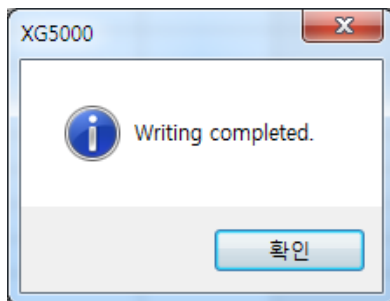 XG5000
Writing completed.
확인